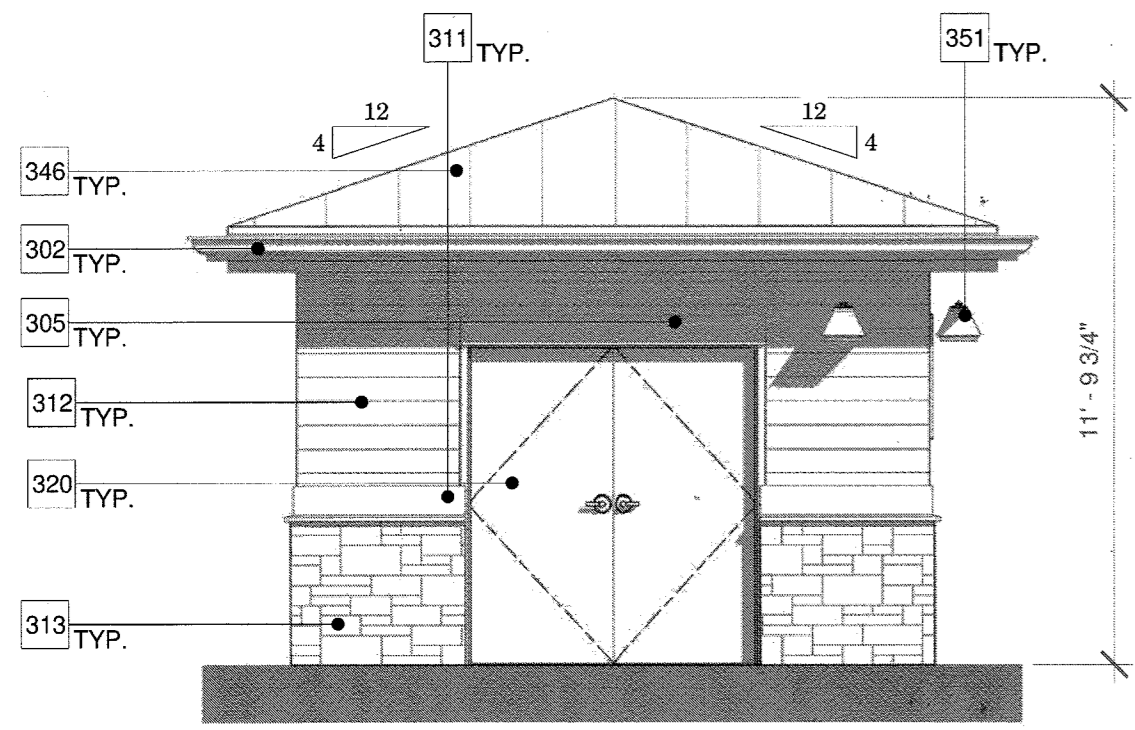 311 TYP.
351 TYP.
12
4
12
4
346 TYP.
302 TYP.
305 TYP.
312 TYP.
320 TYP.
313 TYP.
11' - 9 3/4"